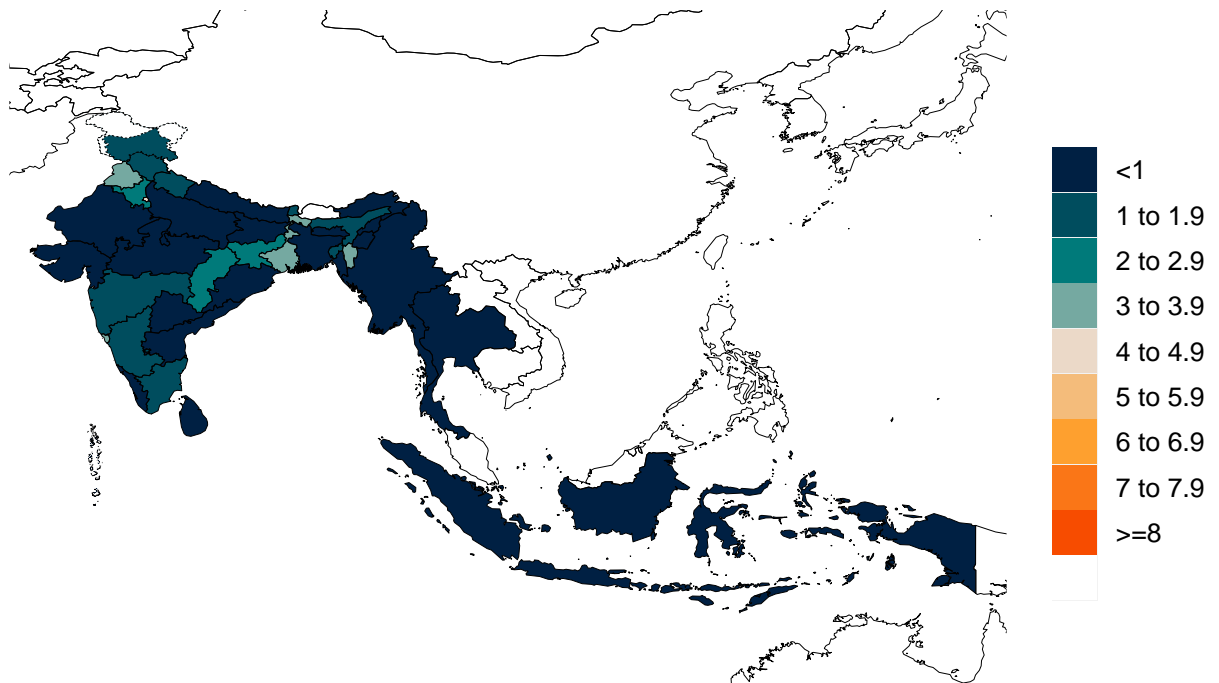 <1
1 to 1.9
2 to 2.9
3 to 3.9
4 to 4.9
5 to 5.9
6 to 6.9
7 to 7.9
>=8